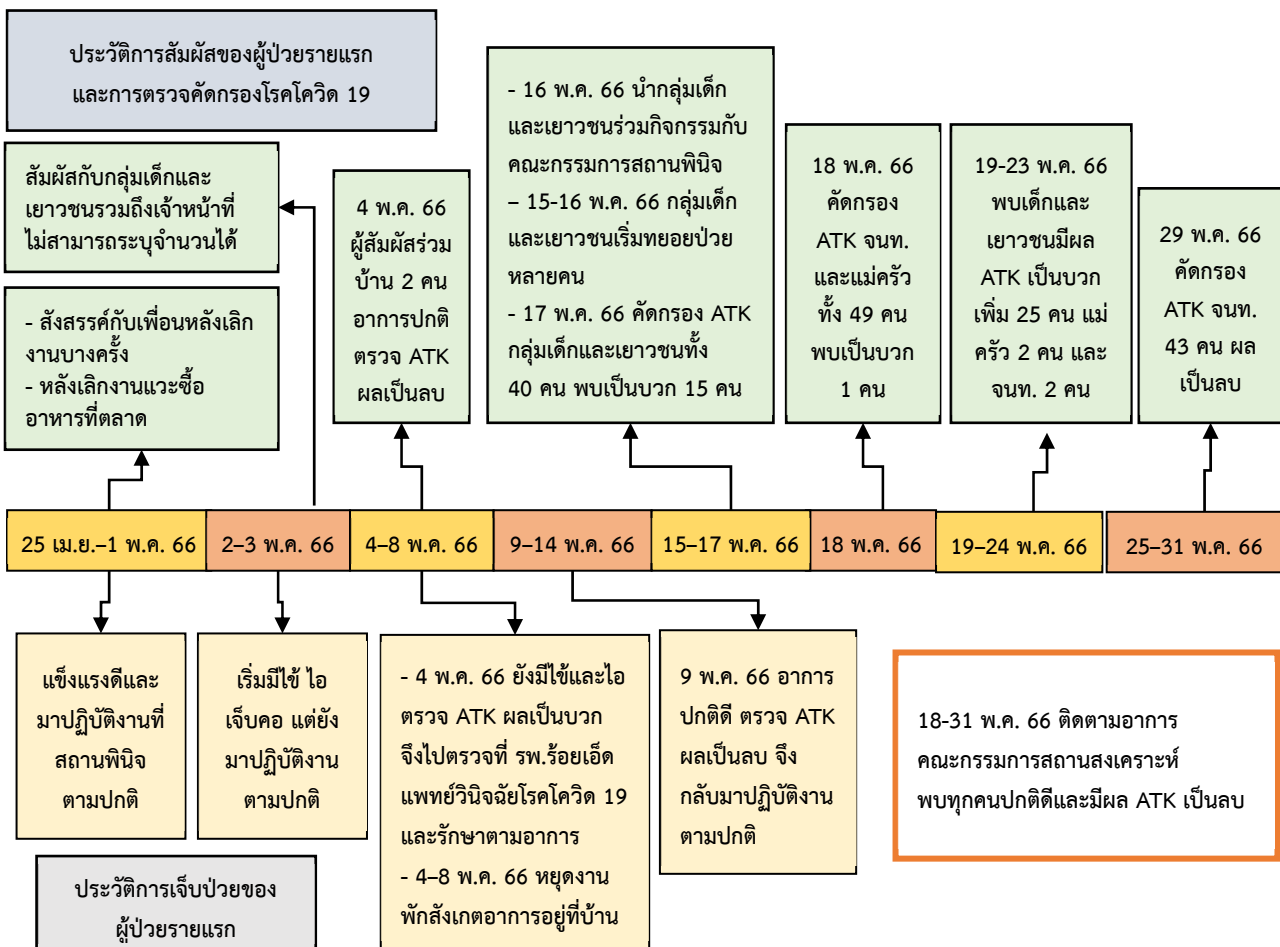 ประวัติการสัมผัสของผู้ป่วยรายแรก
และการตรวจคัดกรองโรคโควิด 19
สัมผัสกับกลุ่มเด็กและ
เยาวชนรวมถึงเจ้าหน้าที่
ไม่สามารถระบุจำนวนได้
- สังสรรค์กับเพื่อนหลังเลิก
งานบางครั้ง
- หลังเลิกงานแวะซื้อ
อาหารที่ตลาด
4 พ.ค. 66
ผู้สัมผัสร่วม
บ้าน 2 คน
อาการปกติ
ตรวจ ATK
ผลเป็นลบ
- 16 พ.ค. 66 นำกลุ่มเด็ก
และเยาวชนร่วมกิจกรรมกับ
คณะกรรมการสถานพินิจ
– 15-16 พ.ค. 66 กลุ่มเด็ก
และเยาวชนเริ่มทยอยป่วย
หลายคน
- 17 พ.ค. 66 คัดกรอง ATK
กลุ่มเด็กและเยาวชนทั้ง
40 คน พบเป็นบวก 15 คน
18 พ.ค. 66
คัดกรอง
ATK จนท.
และแม่ครัว
ทั้ง 49 คน
พบเป็นบวก
1 คน
19-23 พ.ค. 66
พบเด็กและ
เยาวชนมีผล
ATK เป็นบวก
เพิ่ม 25 คน แม่
ครัว 2 คน และ
จนท. 2 คน
29 พ.ค. 66
คัดกรอง
ATK จนท.
43 คน ผล
เป็นลบ
25 เม.ย.–1 พ.ค. 66
2–3 พ.ค. 66
4–8 พ.ค. 66
9–14 พ.ค. 66
15–17 พ.ค. 66
18 พ.ค. 66
19–24 พ.ค. 66
25–31 พ.ค. 66
แข็งแรงดีและ
มาปฏิบัติงานที่
สถานพินิจ
ตามปกติ
เริ่มมีไข้ ไอ
เจ็บคอ แต่ยัง
มาปฏิบัติงาน
ตามปกติ
- 4 พ.ค. 66 ยังมีไข้และไอ
ตรวจ ATK ผลเป็นบวก
จึงไปตรวจที่ รพ.ร้อยเอ็ด
แพทย์วินิจฉัยโรคโควิด 19
และรักษาตามอาการ
- 4–8 พ.ค. 66 หยุดงาน
พักสังเกตอาการอยู่ที่บ้าน
9 พ.ค. 66 อาการ
ปกติดี ตรวจ ATK
ผลเป็นลบ จึง
กลับมาปฏิบัติงาน
ตามปกติ
18-31 พ.ค. 66 ติดตามอาการ
คณะกรรมการสถานสงเคราะห์
พบทุกคนปกติดีและมีผล ATK เป็นลบ
ประวัติการเจ็บป่วยของ
ผู้ป่วยรายแรก